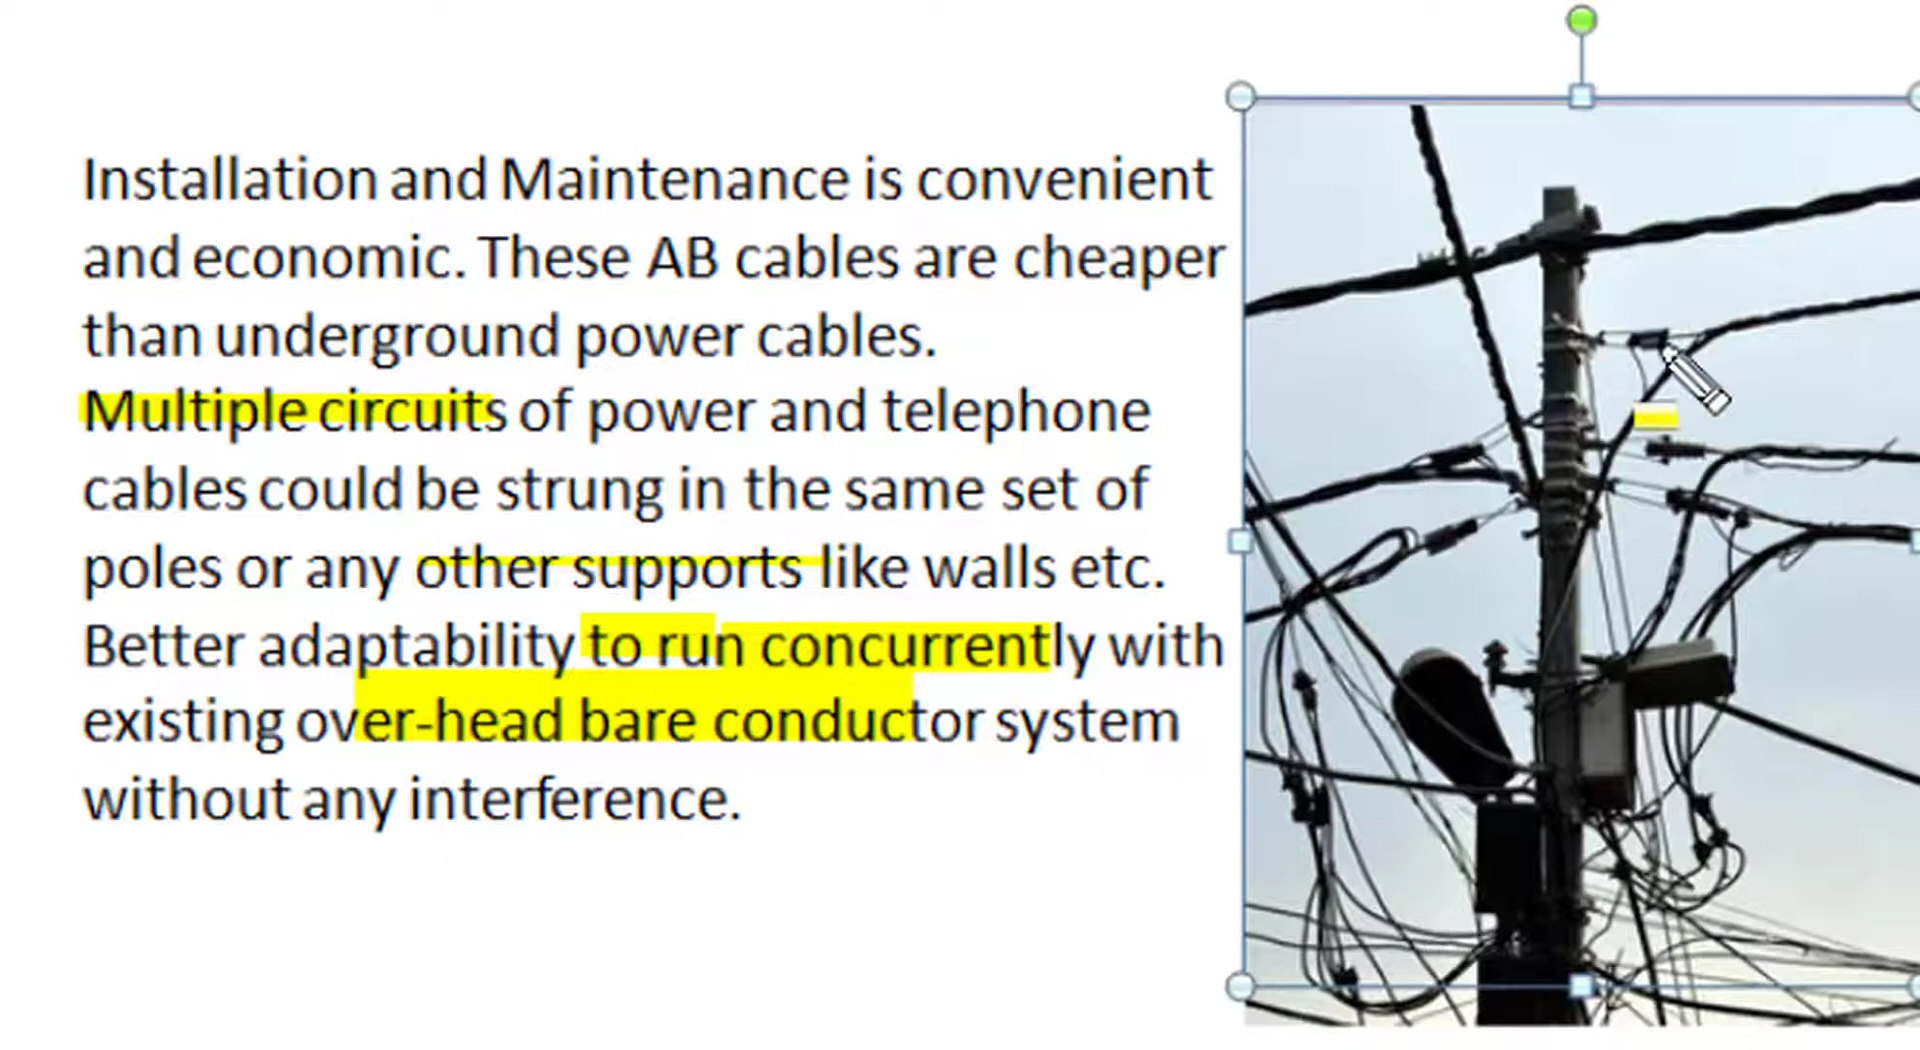 Installation and Maintenance is convenient
and economic. These AB cables are cheaper
than underground power cables.
Multiple circuits of power and telephone
cables could be strung in the same set of
poles or any other supports like walls etc.
Better adaptability to run concurrently with
existing over-head bare conductor system
without any interference.